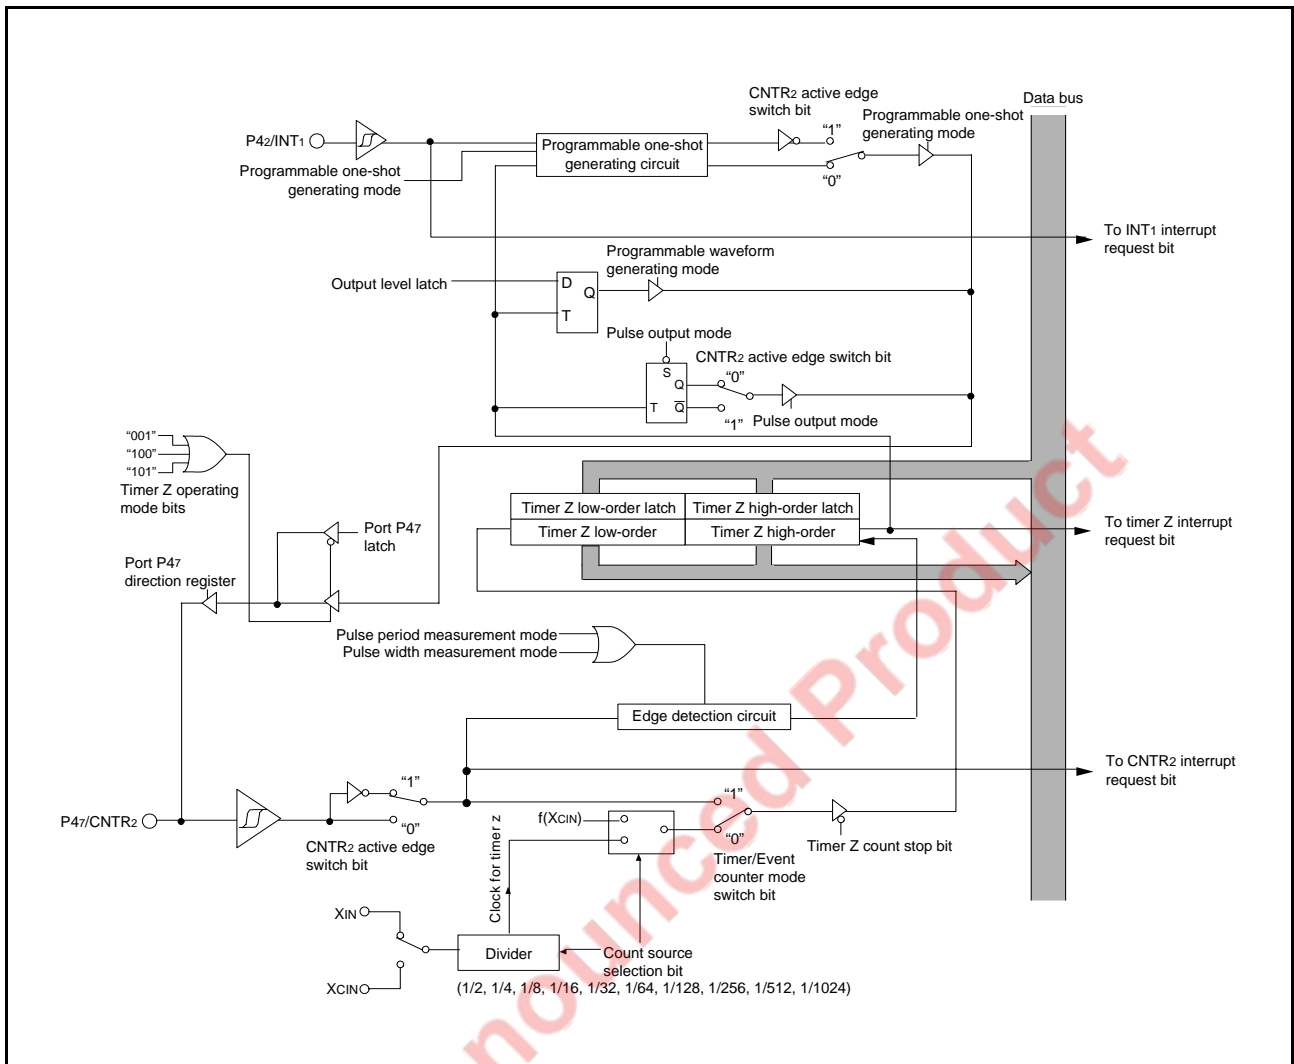 CNTR2 active edge
switch bit
Data bus
Programmable one-shot
generating mode
P42/INT1
"1"
Programmable one-shot
generating circuit
Programmable one-shot
generating mode
"0"
To INT1 interrupt
request bit
Programmable waveform
generating mode
Output level latch
D
Q
T
Pulse output mode
CNTR2 active edge switch bit
S
Q
"0"
T
Q
"1"
Pulse output mode
"001"
"100"
"101"
Timer Z operating
mode bits
Timer Z low-order latch
Timer Z high-order latch
Timer Z low-order
Timer Z high-order
To timer Z interrupt
request bit
Port P47
latch
Port P47
direction register
Pulse period measurement mode
Pulse width measurement mode
Edge detection circuit
To CNTR2 interrupt
request bit
"1"
"1"
P47/CNTR2
"0"
f(XCIN)
"0"
CNTR2 active edge
switch bit
Clock for timer z
Timer/Event
counter mode
switch bit
Timer Z count stop bit
XIN
Divider
Count source
selection bit
XCIN
(1/2, 1/4, 1/8, 1/16, 1/32, 1/64, 1/128, 1/256, 1/512, 1/1024)
nounced Product